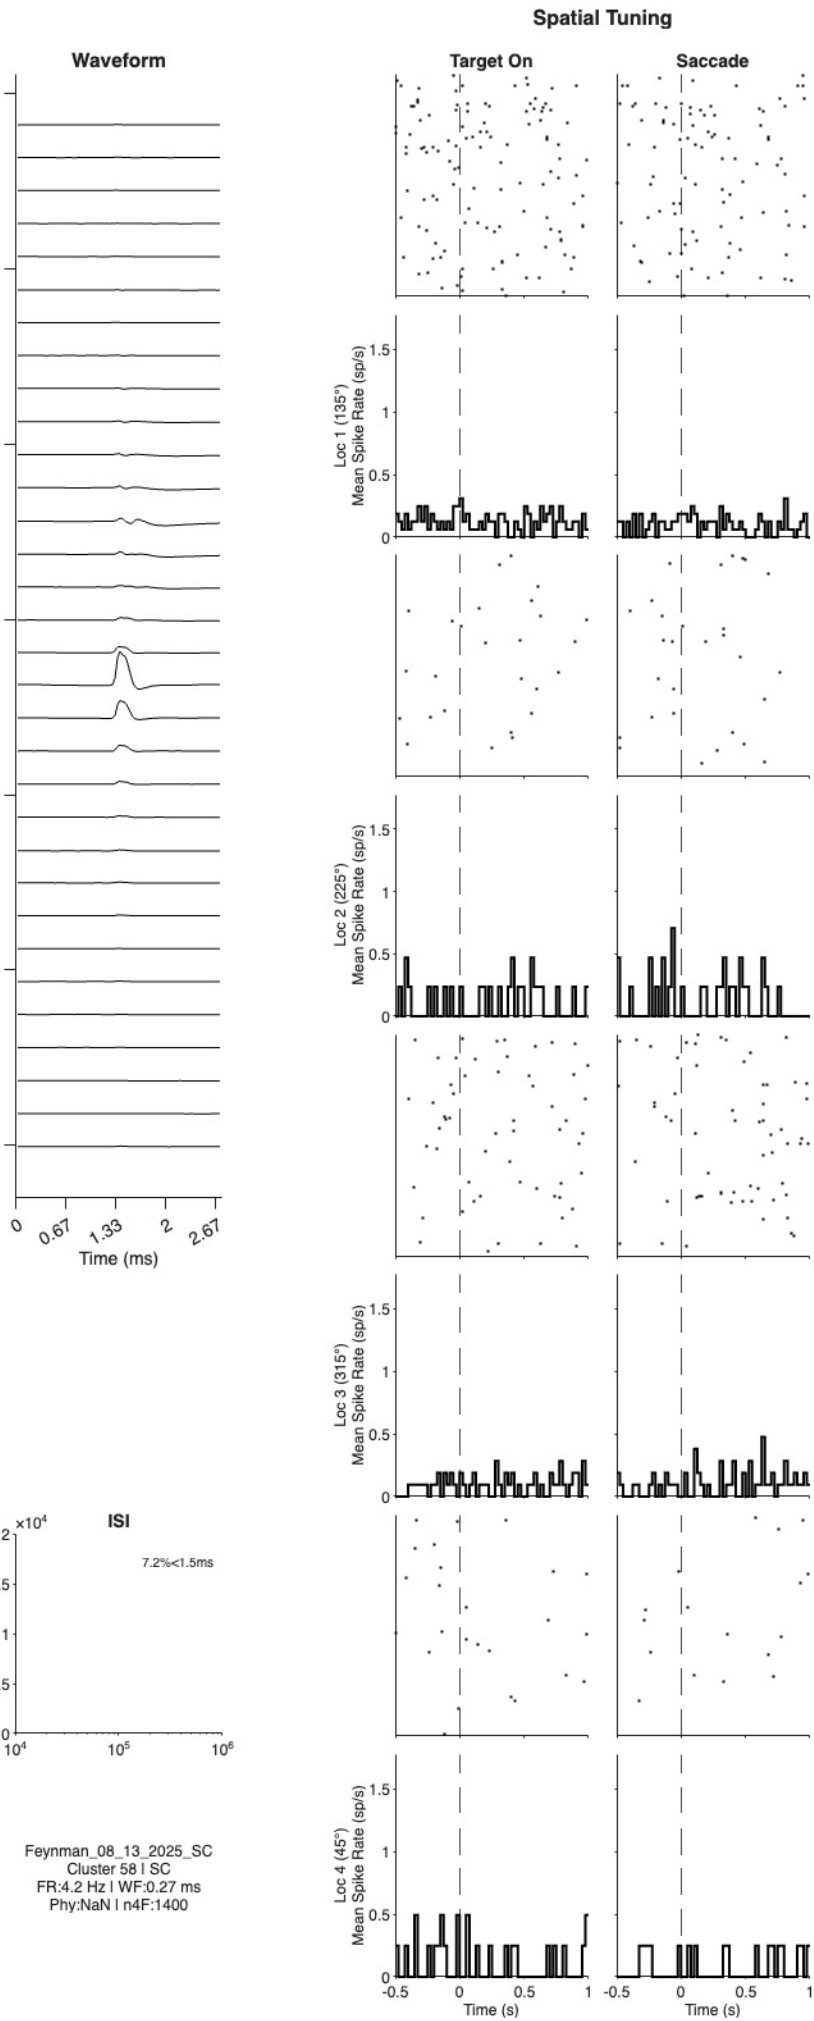 Spatial Tuning
Waveform
Target On
Saccade
1.5
1
0.5
0
Loc 1 (135°)
Mean Spike Rate (sp/s)
1.5
1
0.5
0
Loc 2 (225°)
Mean Spike Rate (sp/s)
0 0.67 1.33 2 2.67
Time (ms)
1.5
1
0.5
0
Loc 3 (315°)
Mean Spike Rate (sp/s)
×10⁴
ISI
7.2%<1.5ms
2
.5
1
.5
0
10⁴ 10⁵ 10⁶
Feynman_08_13_2025_SC
Cluster 58 | SC
FR:4.2 Hz | WF:0.27 ms
Phy:NaN | n4F:1400
1.5
1
0.5
0
Loc 4 (45°)
Mean Spike Rate (sp/s)
-0.5 0 0.5 1
Time (s)
-0.5 0 0.5 1
Time (s)